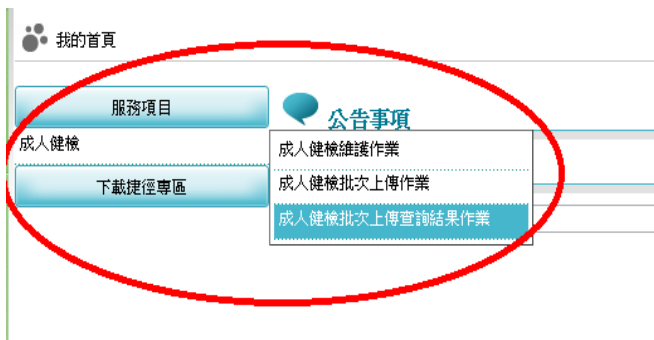 我的首頁
服務項目
公告事項
成人健檢
成人健檢維護作業
成人健檢批次上傳作業
下載捷徑專區
成人健檢批次上傳查詢結果作業